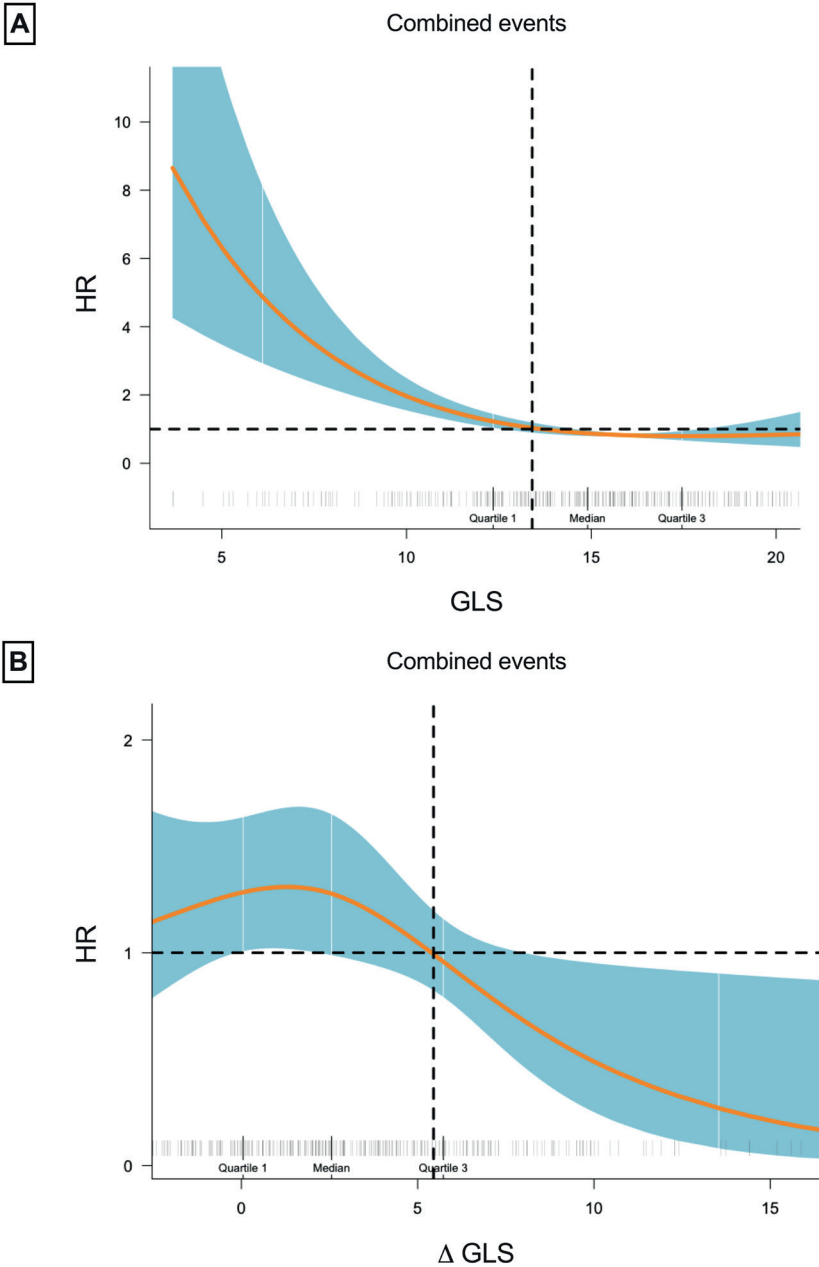 A
Combined events
10
8
6
4
2
0
HR
Quartile 1 Median Quartile 3
5 10 15 20
GLS
B
Combined events
2
1
0
HR
Quartile 1 Median Quartile 3
0 5 10 15
Δ GLS